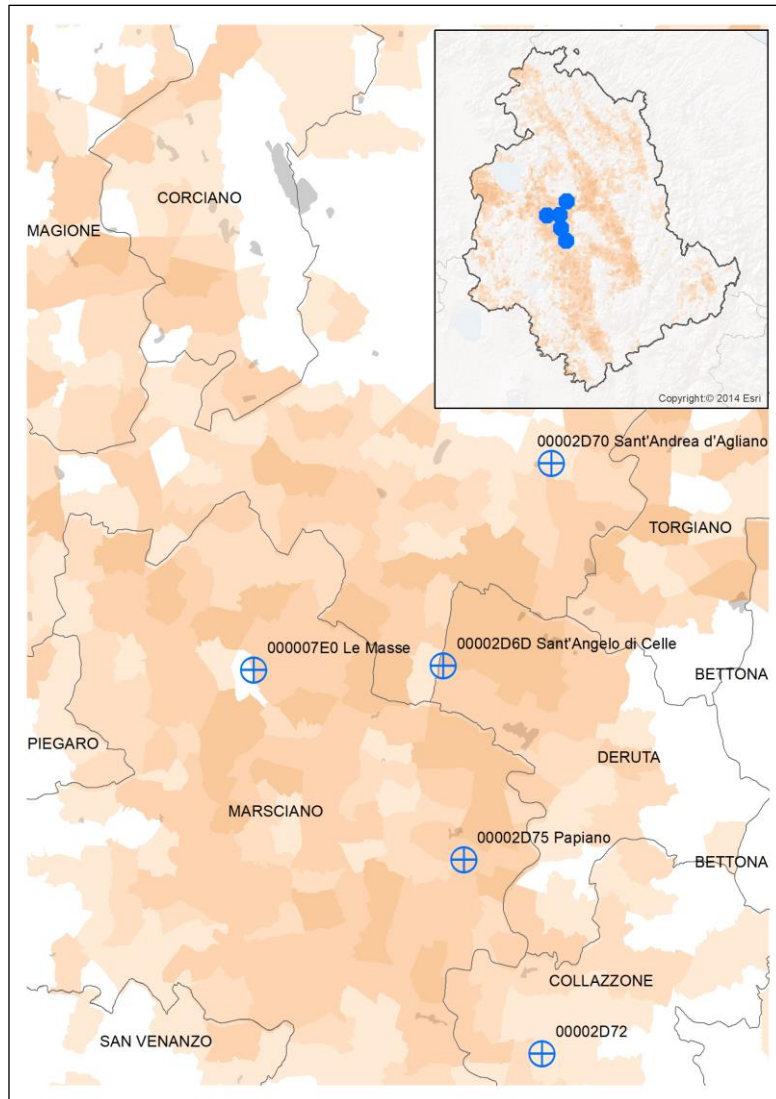 CORCIANO
MAGIONE
Copyright:© 2014 Esri
00002D70 Sant'Andrea d'Agliano
TORGIANO
000007E0 Le Masse
00002D6D Sant'Angelo di Celle
BETTONA
PIEGARO
DERUTA
MARSCIANO
00002D75 Papiano
BETTONA
COLLAZZONE
SAN VENANZO
00002D72